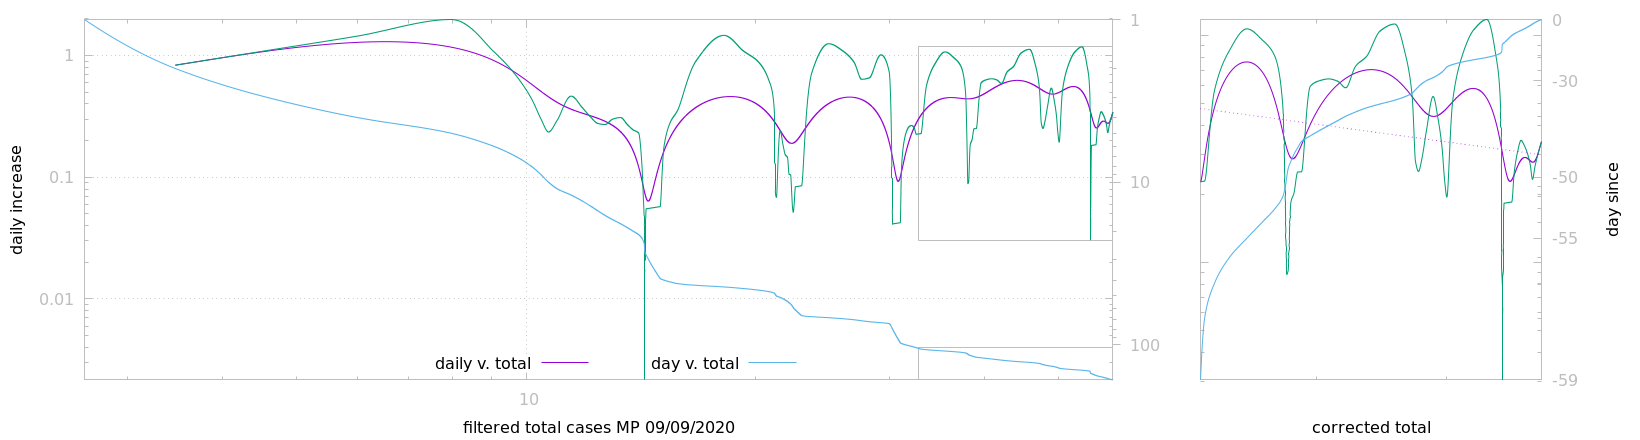 daily increase
1
0.1
0.01
10
1
10
100
daily v. total
day v. total
filtered total cases MP 09/09/2020
0
-30
-50
-55
-59
day since
corrected total